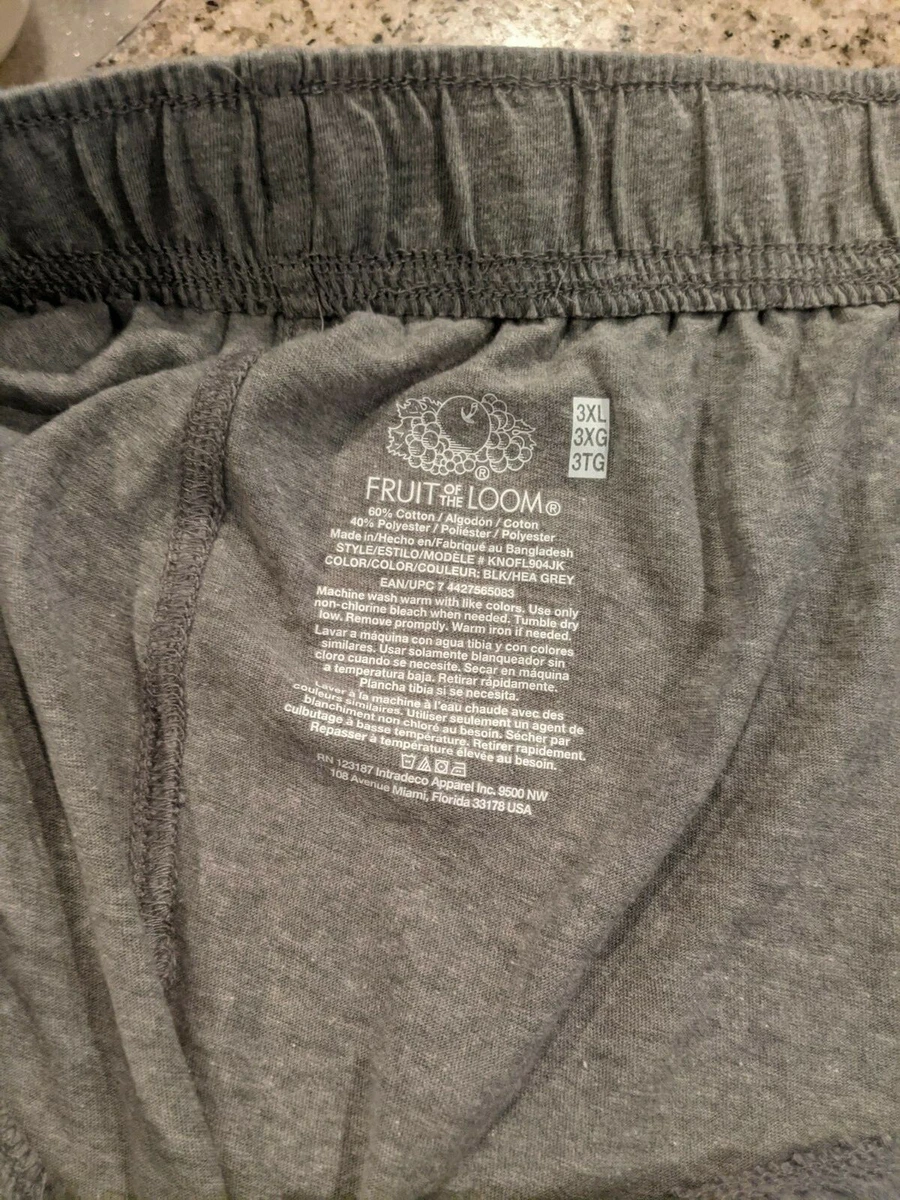 3XL
3XG
3TG
®
FRUIT OF THE LOOM®
60% Cotton / Algodón / Coton
40% Polyester / Poliéster / Polyester
Made in/Hecho en/Fabriqué au Bangladesh
STYLE/ESTILO/MODÈLE # KNOFL904JK
COLOR/COLOR/COULEUR: BLK/HEA GREY
EAN/UPC 7 4427565083
Machine wash warm with like colors. Use only
non-chlorine bleach when needed. Tumble dry
low. Remove promptly. Warm iron if needed.
Lavar a máquina con agua tibia y con colores
similares. Usar solamente blanqueador sin
cloro cuando se necesite. Secar en máquina
a temperatura baja. Retirar rápidamente.
Plancha tibia si se necesita.
Laver à la machine à l'eau chaude avec des
couleurs similaires. Utiliser seulement un agent de
blanchiment non chloré au besoin. Sécher par
culbutage à basse température. Retirer rapidement.
Repasser à température élevée au besoin.
RN 123187 Intradeco Apparel Inc. 9500 NW
108 Avenue Miami, Florida 33178 USA